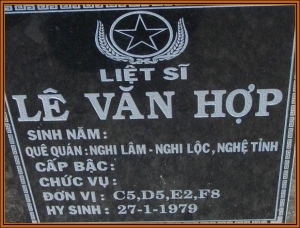 LIỆT SĨ
LÊ VĂN HỢP
SINH NĂM :
QUÊ QUÁN : NGHI LÂM - NGHI LỘC, NGHỆ TĨNH
CẤP BẬC :
CHỨC VỤ :
ĐƠN VỊ : C5,D5,E2,F8
HY SINH : 27-1-1979